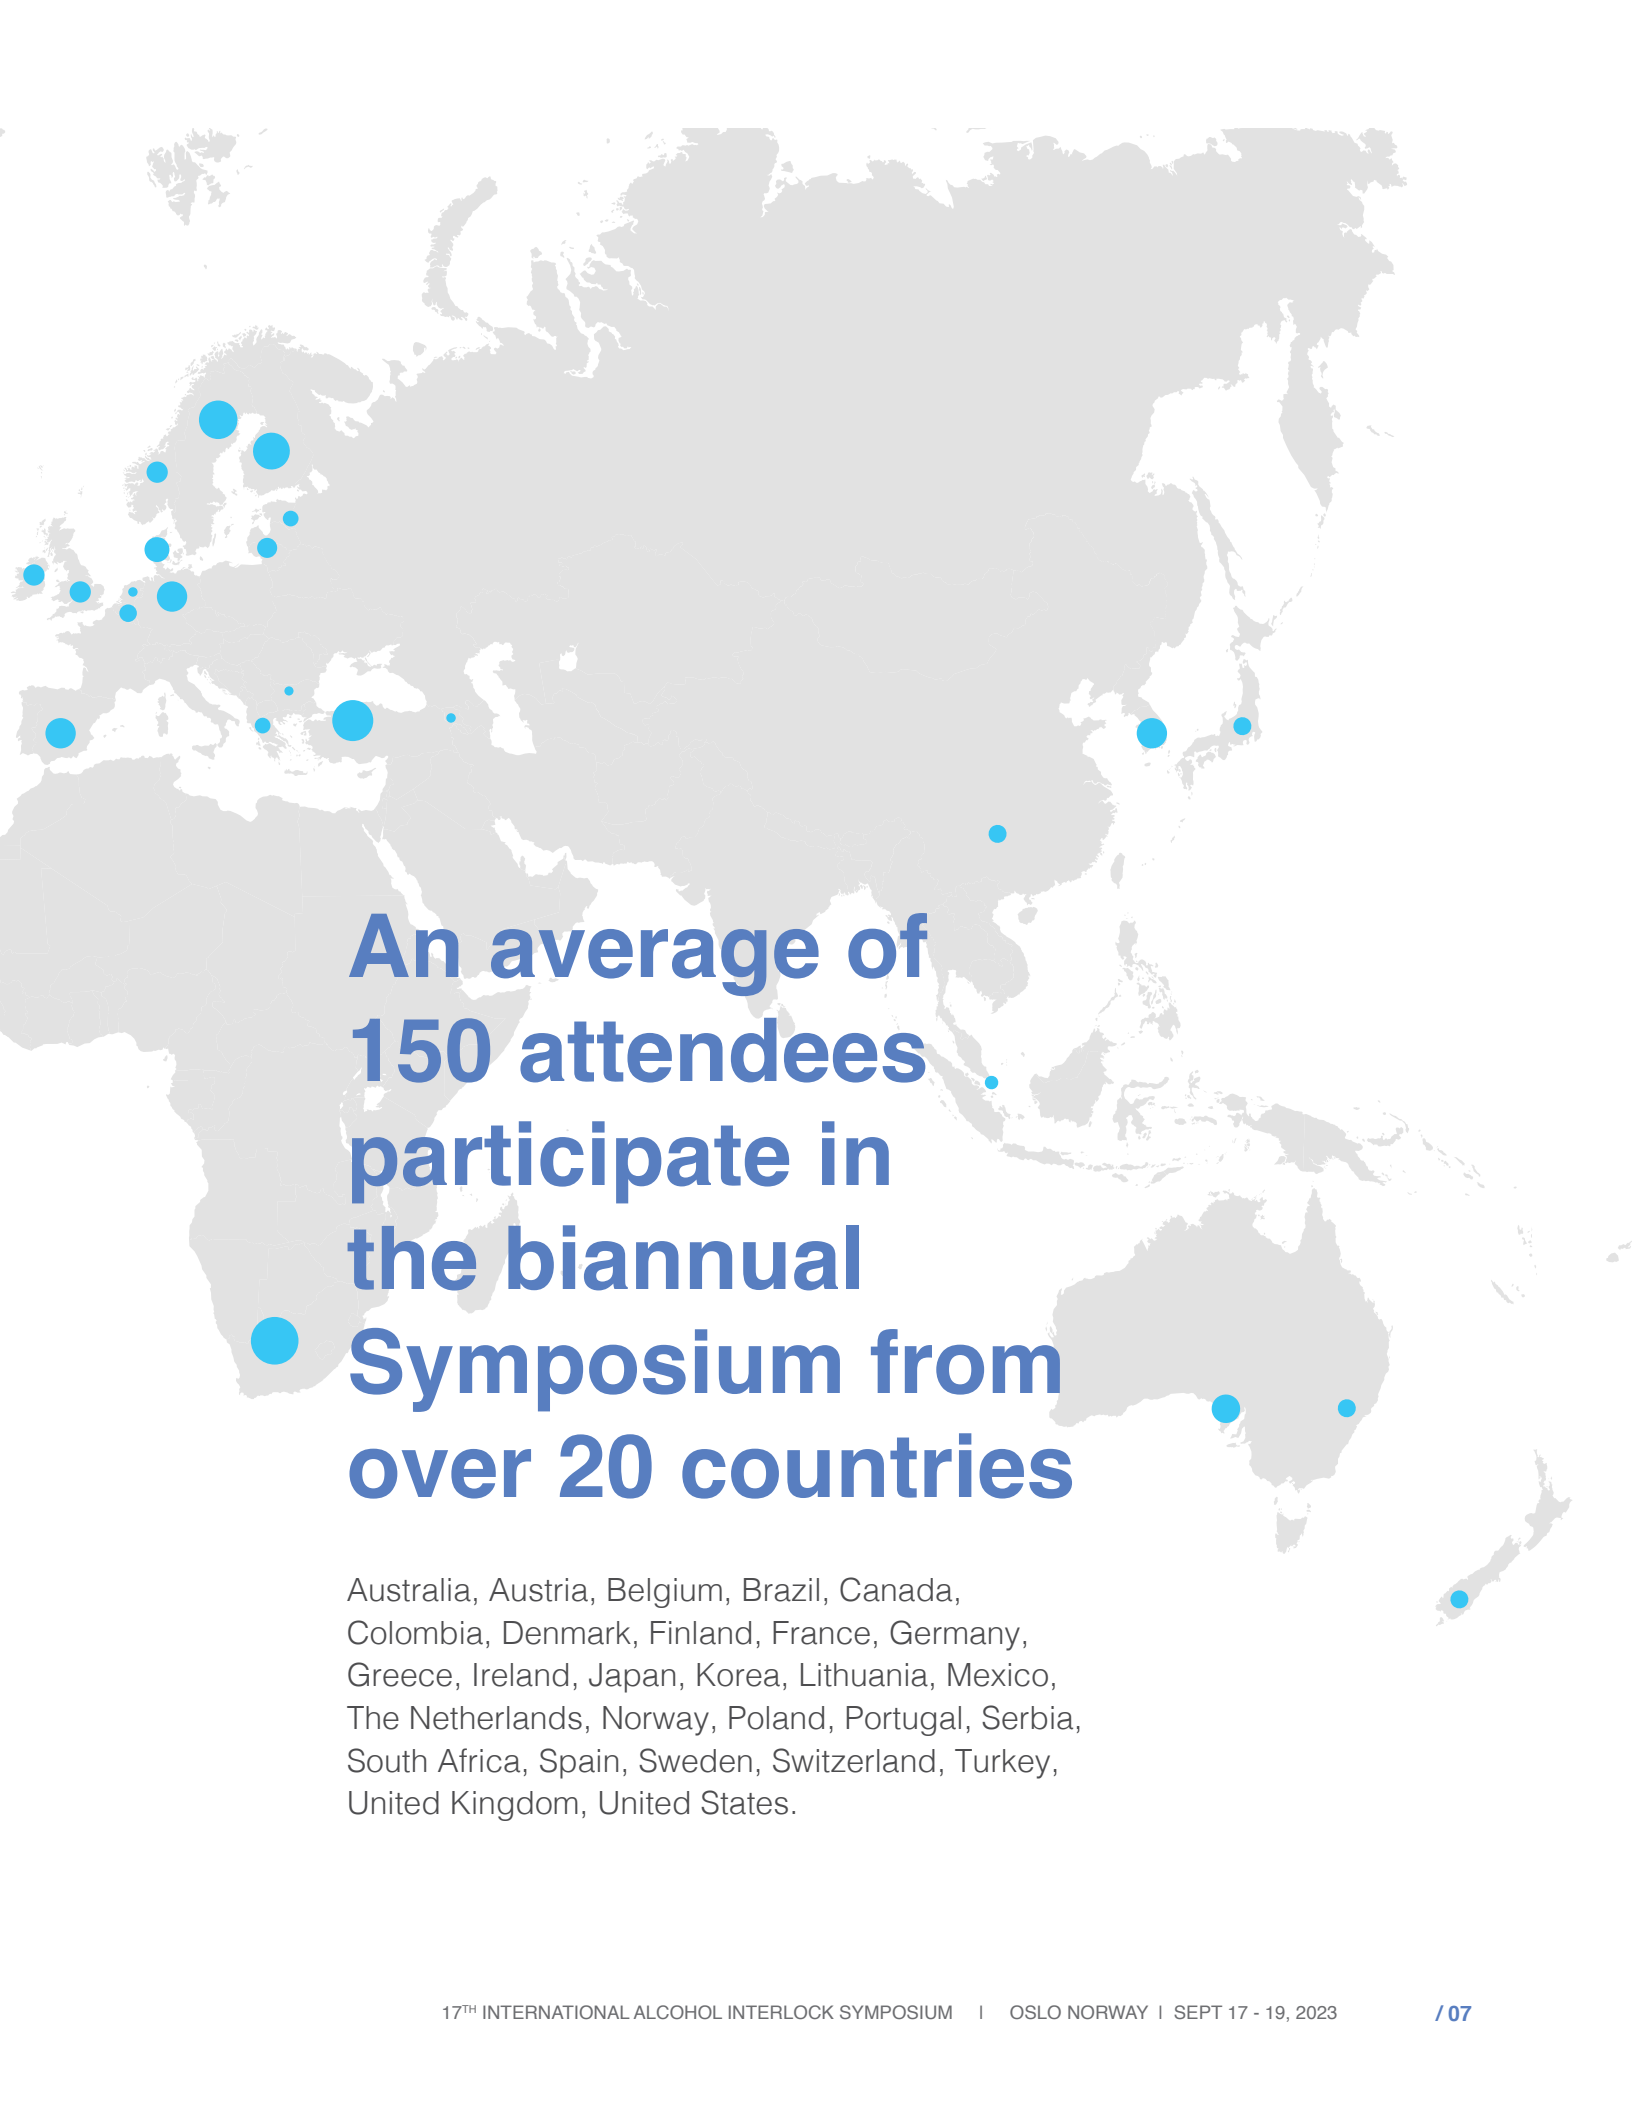 An average of
150 attendees
participate in
the biannual
Symposium from
over 20 countries
Australia, Austria, Belgium, Brazil, Canada,
Colombia, Denmark, Finland, France, Germany,
Greece, Ireland, Japan, Korea, Lithuania, Mexico,
The Netherlands, Norway, Poland, Portugal, Serbia,
South Africa, Spain, Sweden, Switzerland, Turkey,
United Kingdom, United States.
17TH INTERNATIONAL ALCOHOL INTERLOCK SYMPOSIUM | OSLO NORWAY | SEPT 17 - 19, 2023 / 07